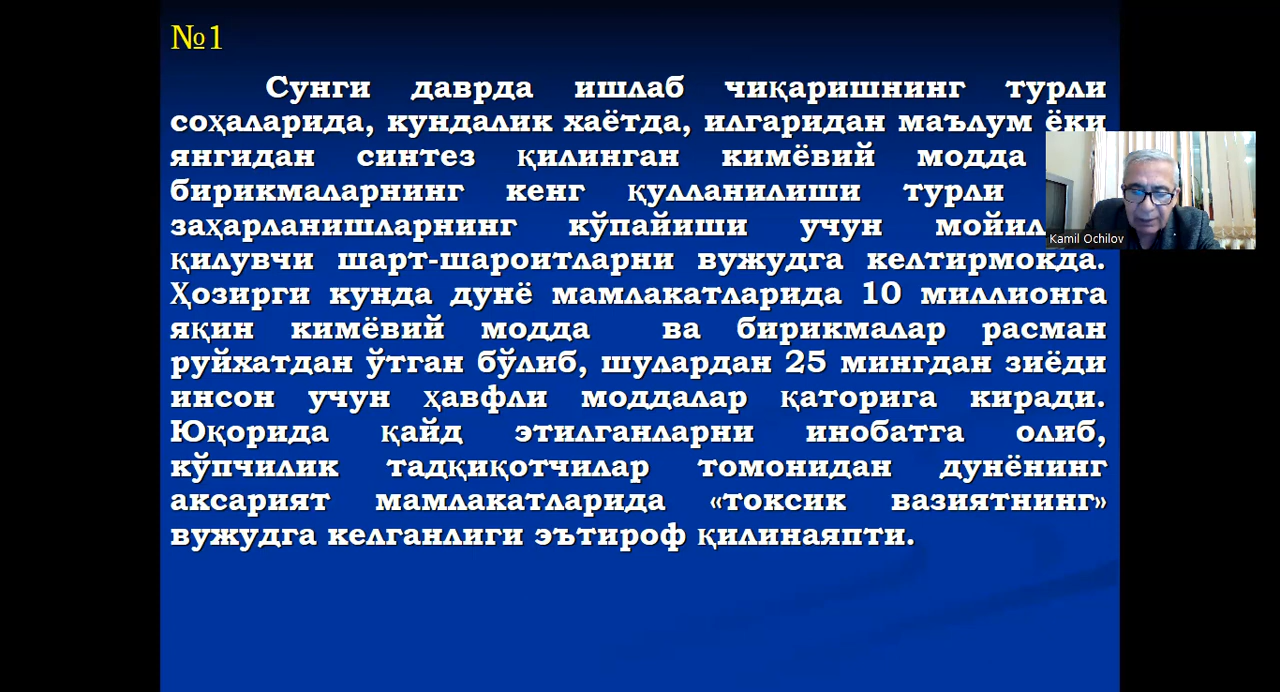 №1
Сунги даврда ишлаб чиқаришнинг турли
соҳаларида, кундалик хаётда, илгаридан маълум ёки
янгидан синтез қилинган кимёвий модда
бирикмаларнинг кенг қулланилиши турли
заҳарланишларнинг кўпайиши учун
қилувчи шарт-шароитларни вужудга келтирмокда.
Ҳозирги кунда дунё мамлакатларида 10 миллионга
яқин кимёвий модда ва бирикмалар расман
руйхатдан ўтган бўлиб, шулардан 25 мингдан зиёди
инсон учун ҳавфли моддалар қаторига киради.
Юқорида қайд этилганларни инобатга олиб,
кўпчилик тадқиқотчилар томонидан дунёнинг
аксарият мамлакатларида «токсик вазиятнинг»
вужудга келганлиги эътироф қилинаяпти.
Kamil Ochilov